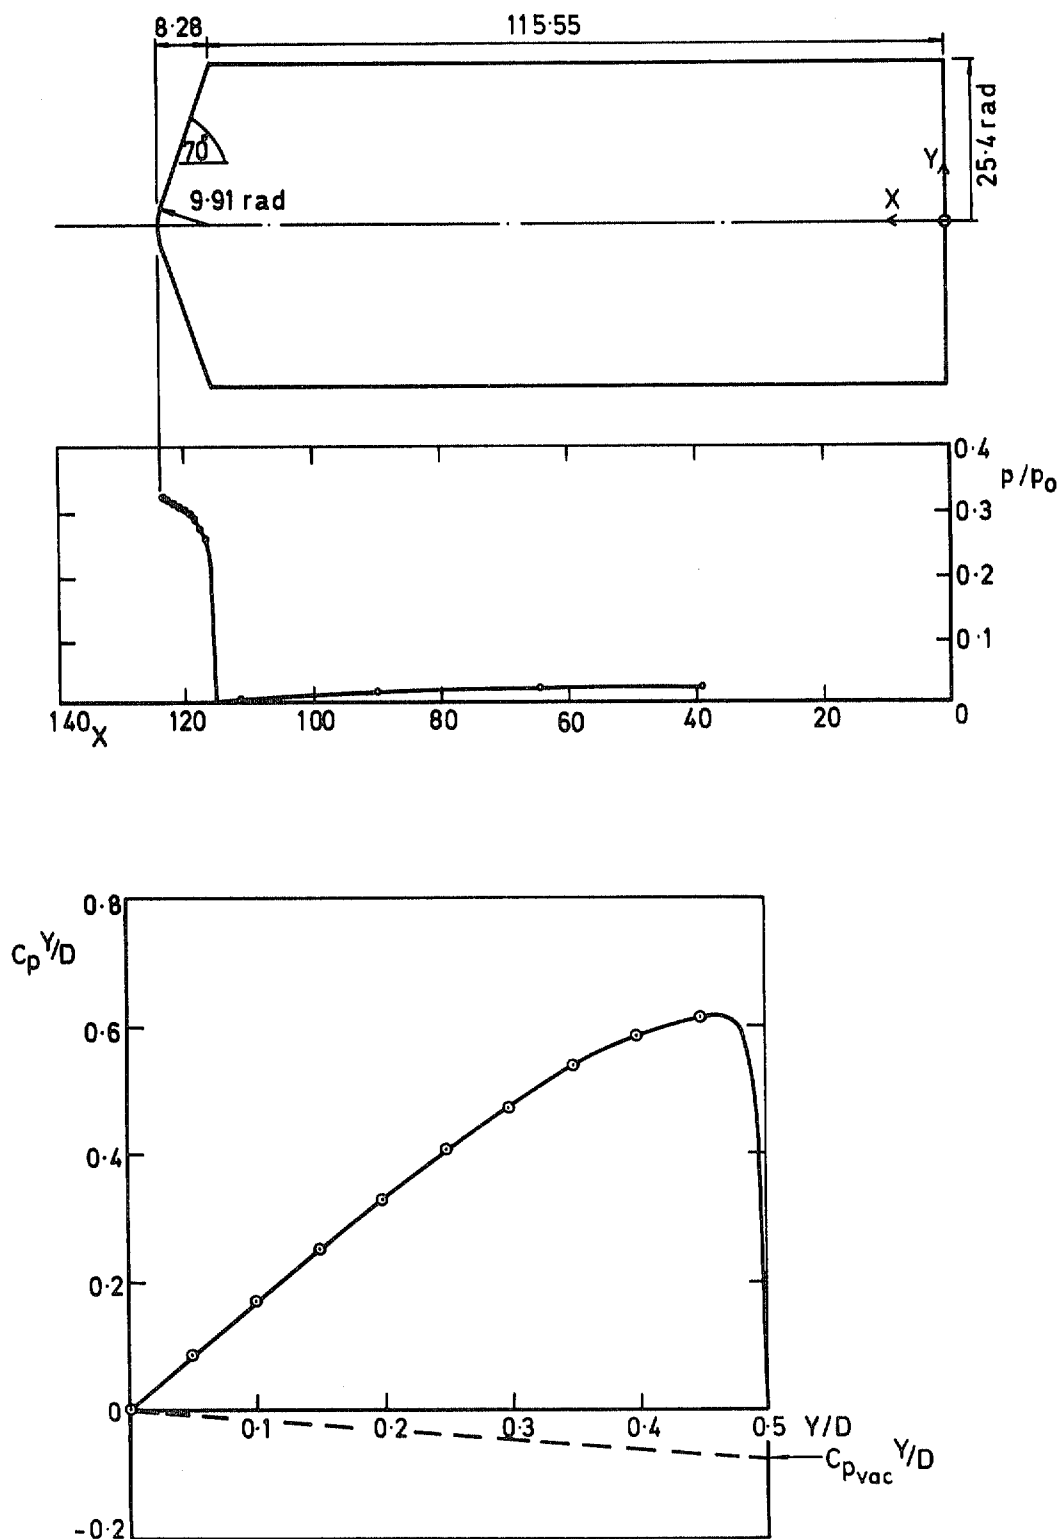 8·28
115·55
70°
9·91 rad
25·4 rad
Y
X
0·4
p/p₀
0·3
0·2
0·1
0
140 120 100 80 60 40 20
X
0·8
CₚY/D
0·6
0·4
0·2
0
0·1 0·2 0·3 0·4 Y/D 0·5
Cₚᵥₐc Y/D
-0·2